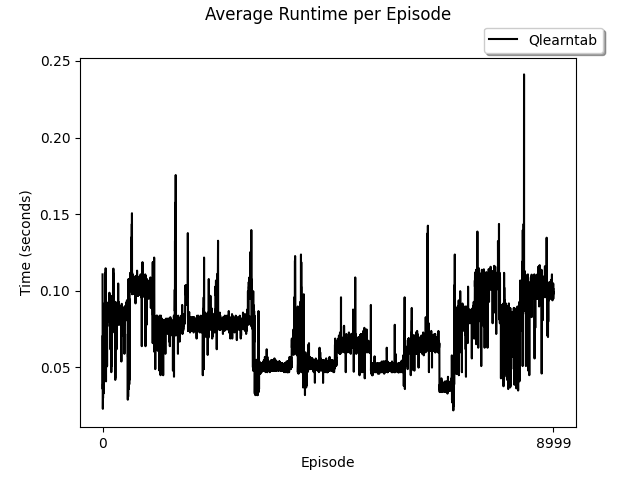 Average Runtime per Episode
Qlearntab
0.25
0.20
0.15
0.10
0.05
Time (seconds)
0 8999
Episode